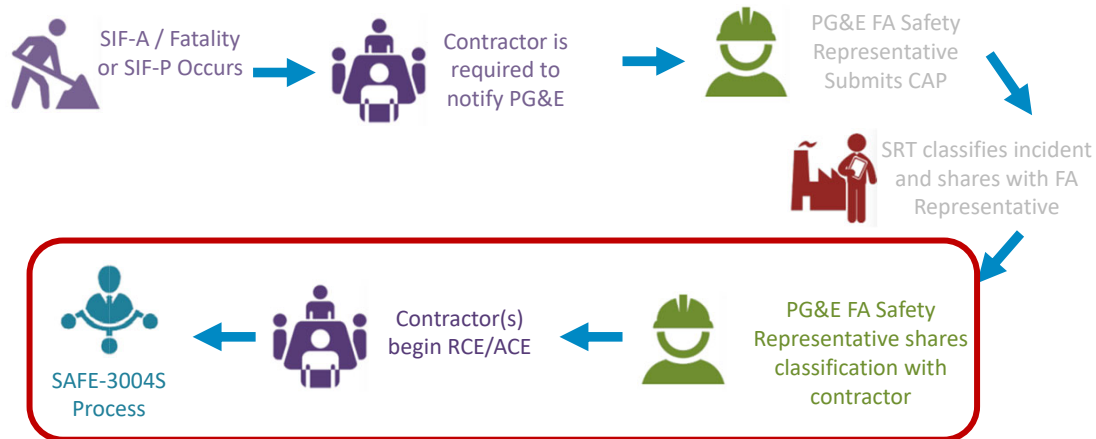 SIF-A / Fatality
or SIF-P Occurs
Contractor is
required to
notify PG&E
PG&E FA Safety
Representative
Submits CAP
SRT classifies incident
and shares with FA
Representative
PG&E FA Safety
Representative shares
classification with
contractor
Contractor(s)
begin RCE/ACE
SAFE-3004S
Process